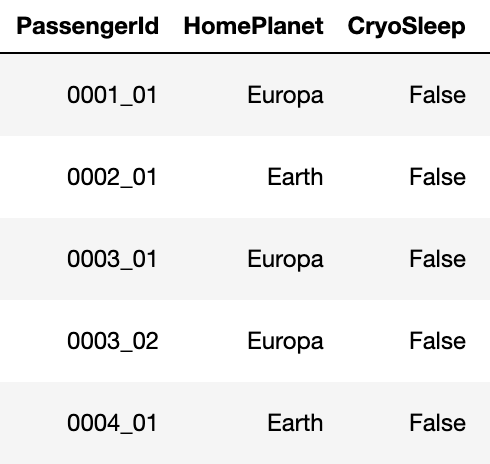 PassengerId HomePlanet CryoSleep
0001_01 Europa False
0002_01 Earth False
0003_01 Europa False
0003_02 Europa False
0004_01 Earth False